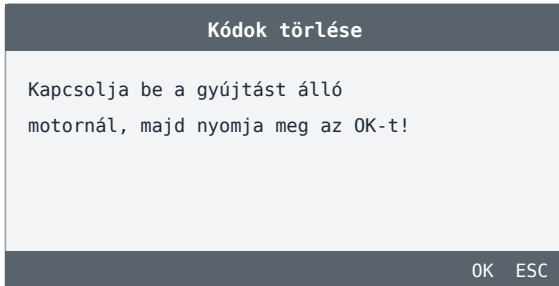 Kódok törlése
Kapcsolja be a gyújtást álló
motornál, majd nyomja meg az OK-t!
OK ESC